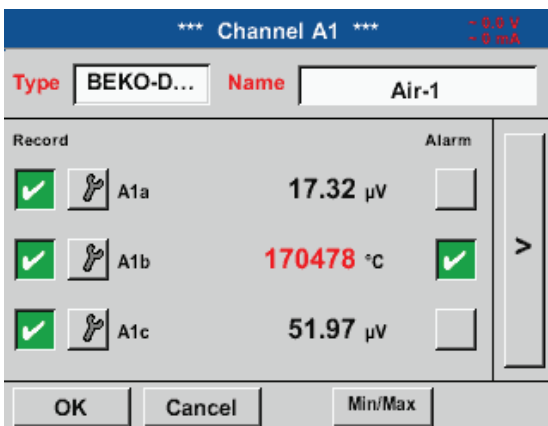 *** Channel A1 ***
- 0.0 V
- 0 mA
Type BEKO-D... Name Air-1
Record Alarm
A1a 17.32 µV
A1b 170478 °C
A1c 51.97 µV
>
OK Cancel Min/Max